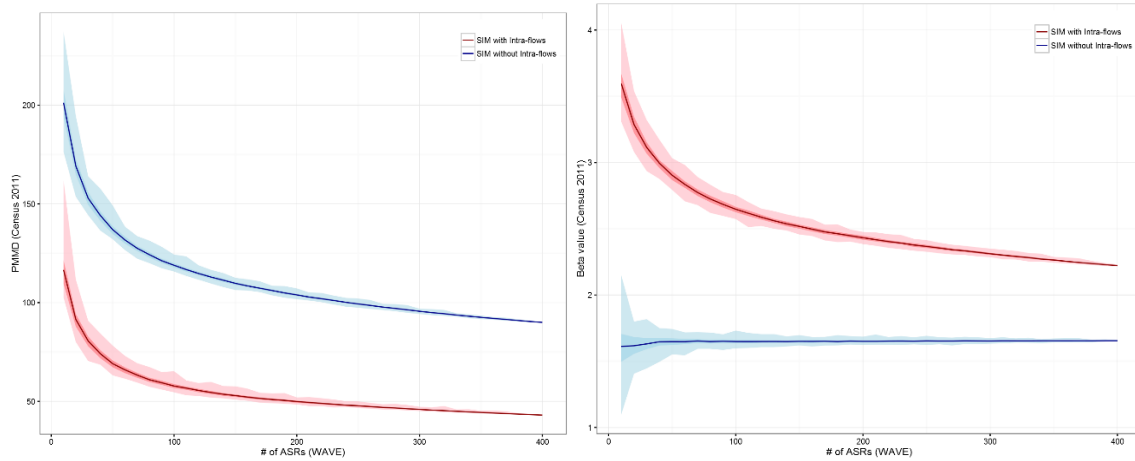 SIM with Intra-flows
SIM without Intra-flows
200
150
100
50
PMMD (Census 2011)
0
100
200
300
400
# of ASRs (WAVE)
SIM with Intra-flows
SIM without Intra-flows
4
3
2
1
Beta value (Census 2011)
0
100
200
300
400
# of ASRs (WAVE)